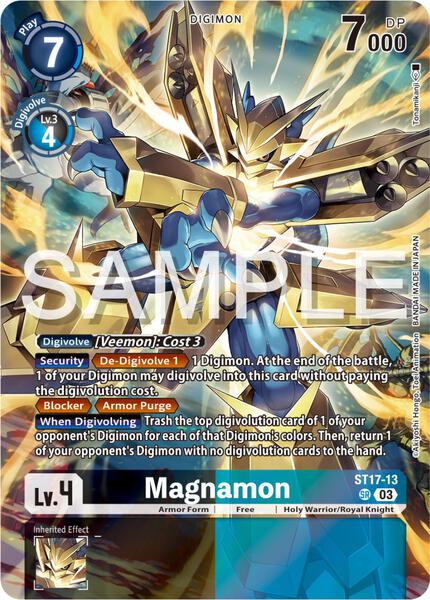 Play
7
DIGIMON
7000
DP
Digivolve
Lv.3
4
Tonamikanji
SAMPLE
©Akiyoshi Hongo, Toei Animation BANDAI MADE IN JAPAN
Digivolve [Veemon]: Cost 3
Security De-Digivolve 1 1 Digimon. At the end of the battle,
1 of your Digimon may digivolve into this card without paying
the digivolution cost.
Blocker Armor Purge
When Digivolving Trash the top digivolution card of 1 of your
opponent's Digimon for each of that Digimon's colors. Then, return 1
of your opponent's Digimon with no digivolution cards to the hand.
Lv.4
Magnamon
ST17-13
SR 03
Armor Form Free Holy Warrior/Royal Knight
Inherited Effect